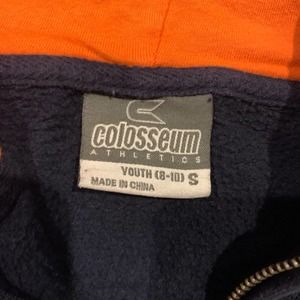 colosseum
ATHLETICS
YOUTH (8-10) S
MADE IN CHINA